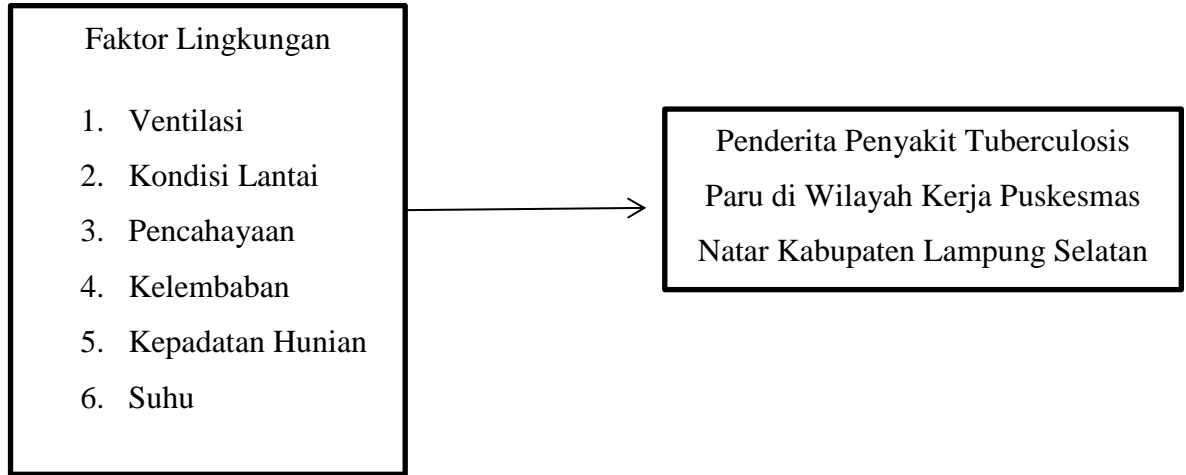 Faktor Lingkungan
1. Ventilasi
2. Kondisi Lantai
3. Pencahayaan
4. Kelembaban
5. Kepadatan Hunian
6. Suhu
Penderita Penyakit Tuberculosis
Paru di Wilayah Kerja Puskesmas
Natar Kabupaten Lampung Selatan